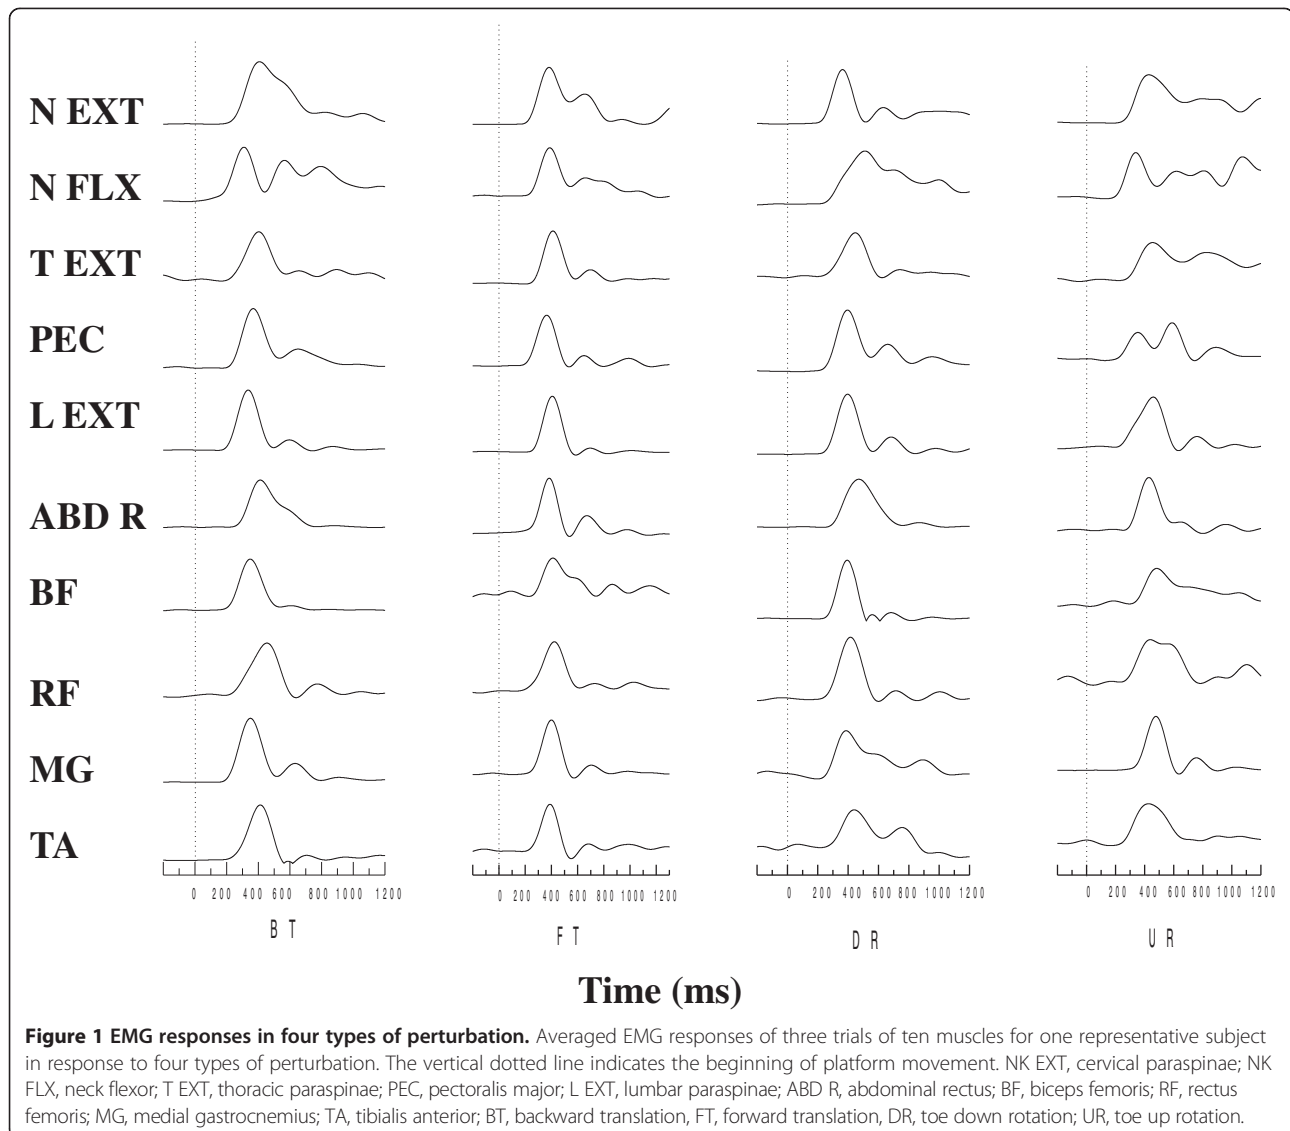 N EXT
N FLX
T EXT
PEC
L EXT
ABD R
BF
RF
MG
TA
0 200 400 600 800 1000 1200
0 200 400 600 800 1000 1200
0 200 400 600 800 1000 1200
0 200 400 600 800 1000 1200
BT
FT
DR
UR
Time (ms)
Figure 1 EMG responses in four types of perturbation. Averaged EMG responses of three trials of ten muscles for one representative subject
in response to four types of perturbation. The vertical dotted line indicates the beginning of platform movement. NK EXT, cervical paraspinae; NK
FLX, neck flexor; T EXT, thoracic paraspinae; PEC, pectoralis major; L EXT, lumbar paraspinae; ABD R, abdominal rectus; BF, biceps femoris; RF, rectus
femoris; MG, medial gastrocnemius; TA, tibialis anterior; BT, backward translation, FT, forward translation, DR, toe down rotation; UR, toe up rotation.